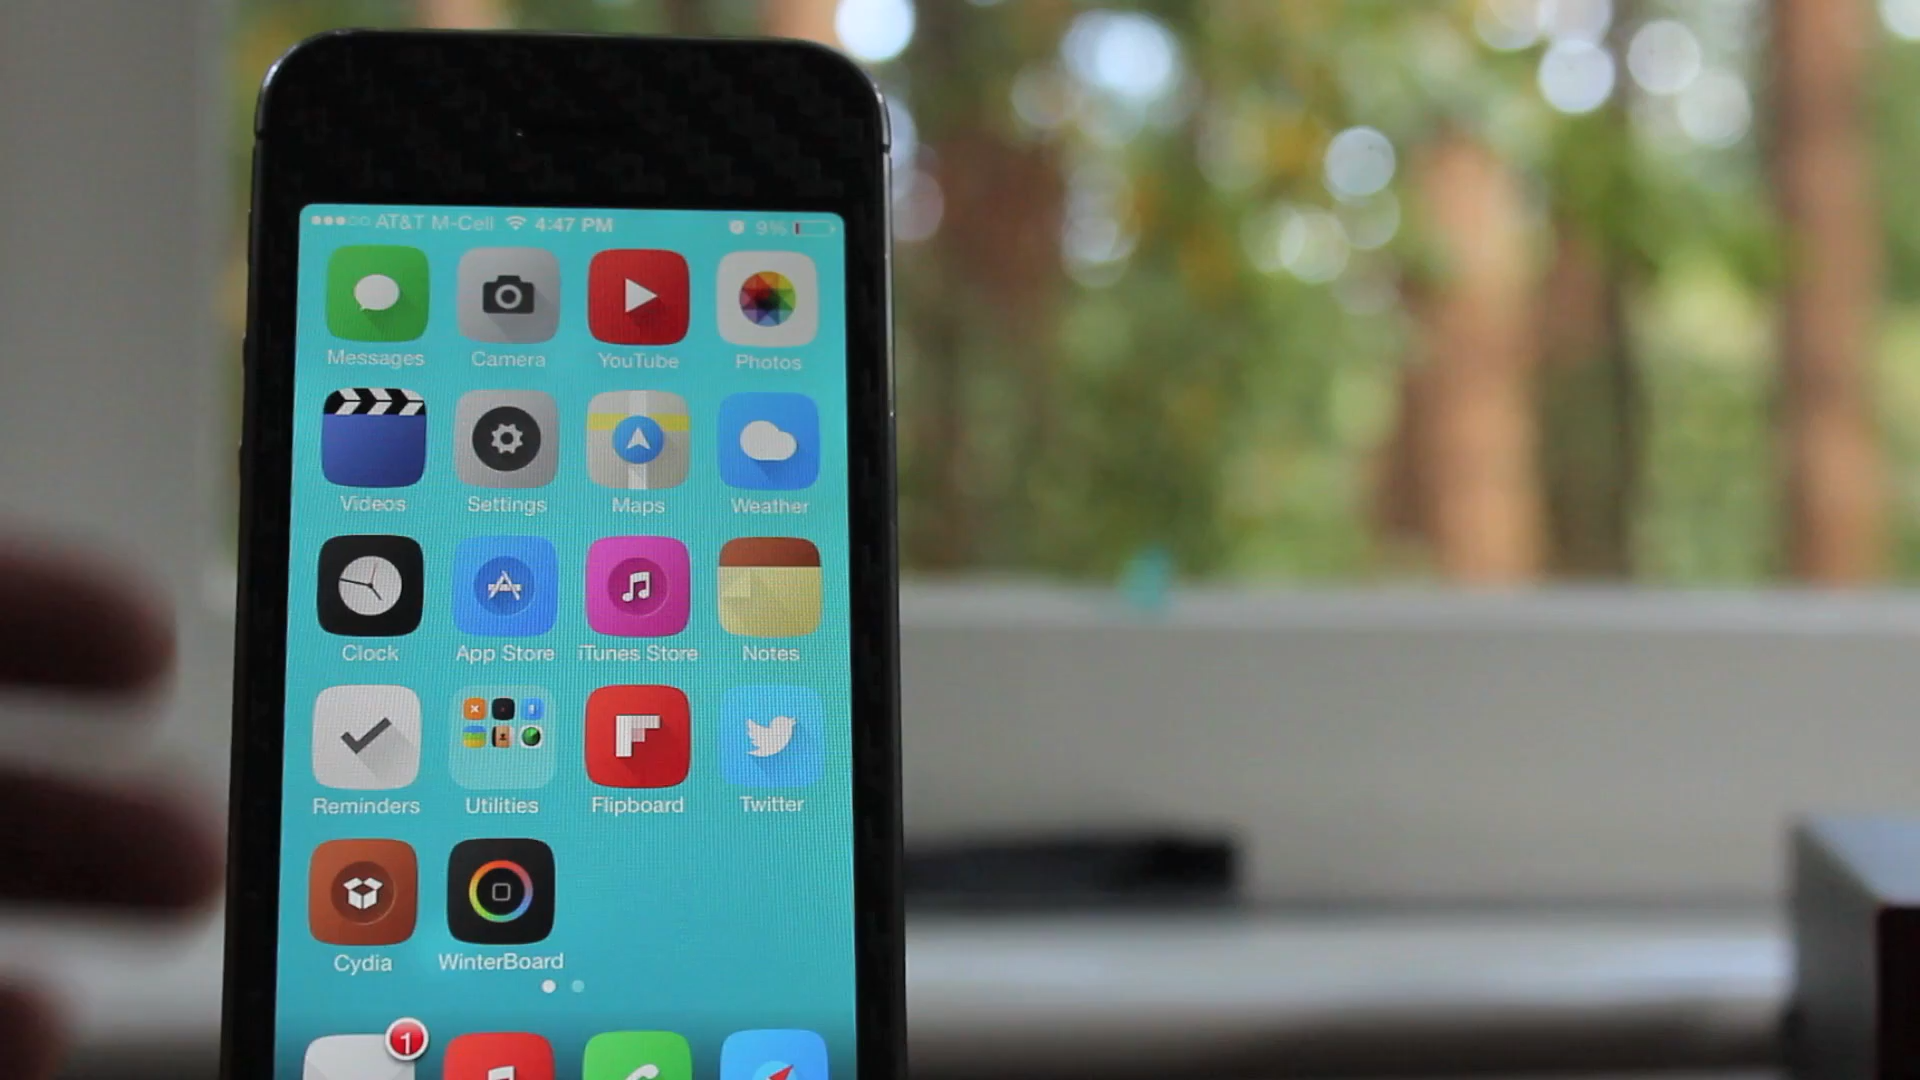 AT&T M-Cell 4:47 PM 9%
Messages Camera YouTube Photos
Videos Settings Maps Weather
Clock App Store iTunes Store Notes
Reminders Utilities Flipboard Twitter
Cydia WinterBoard
1